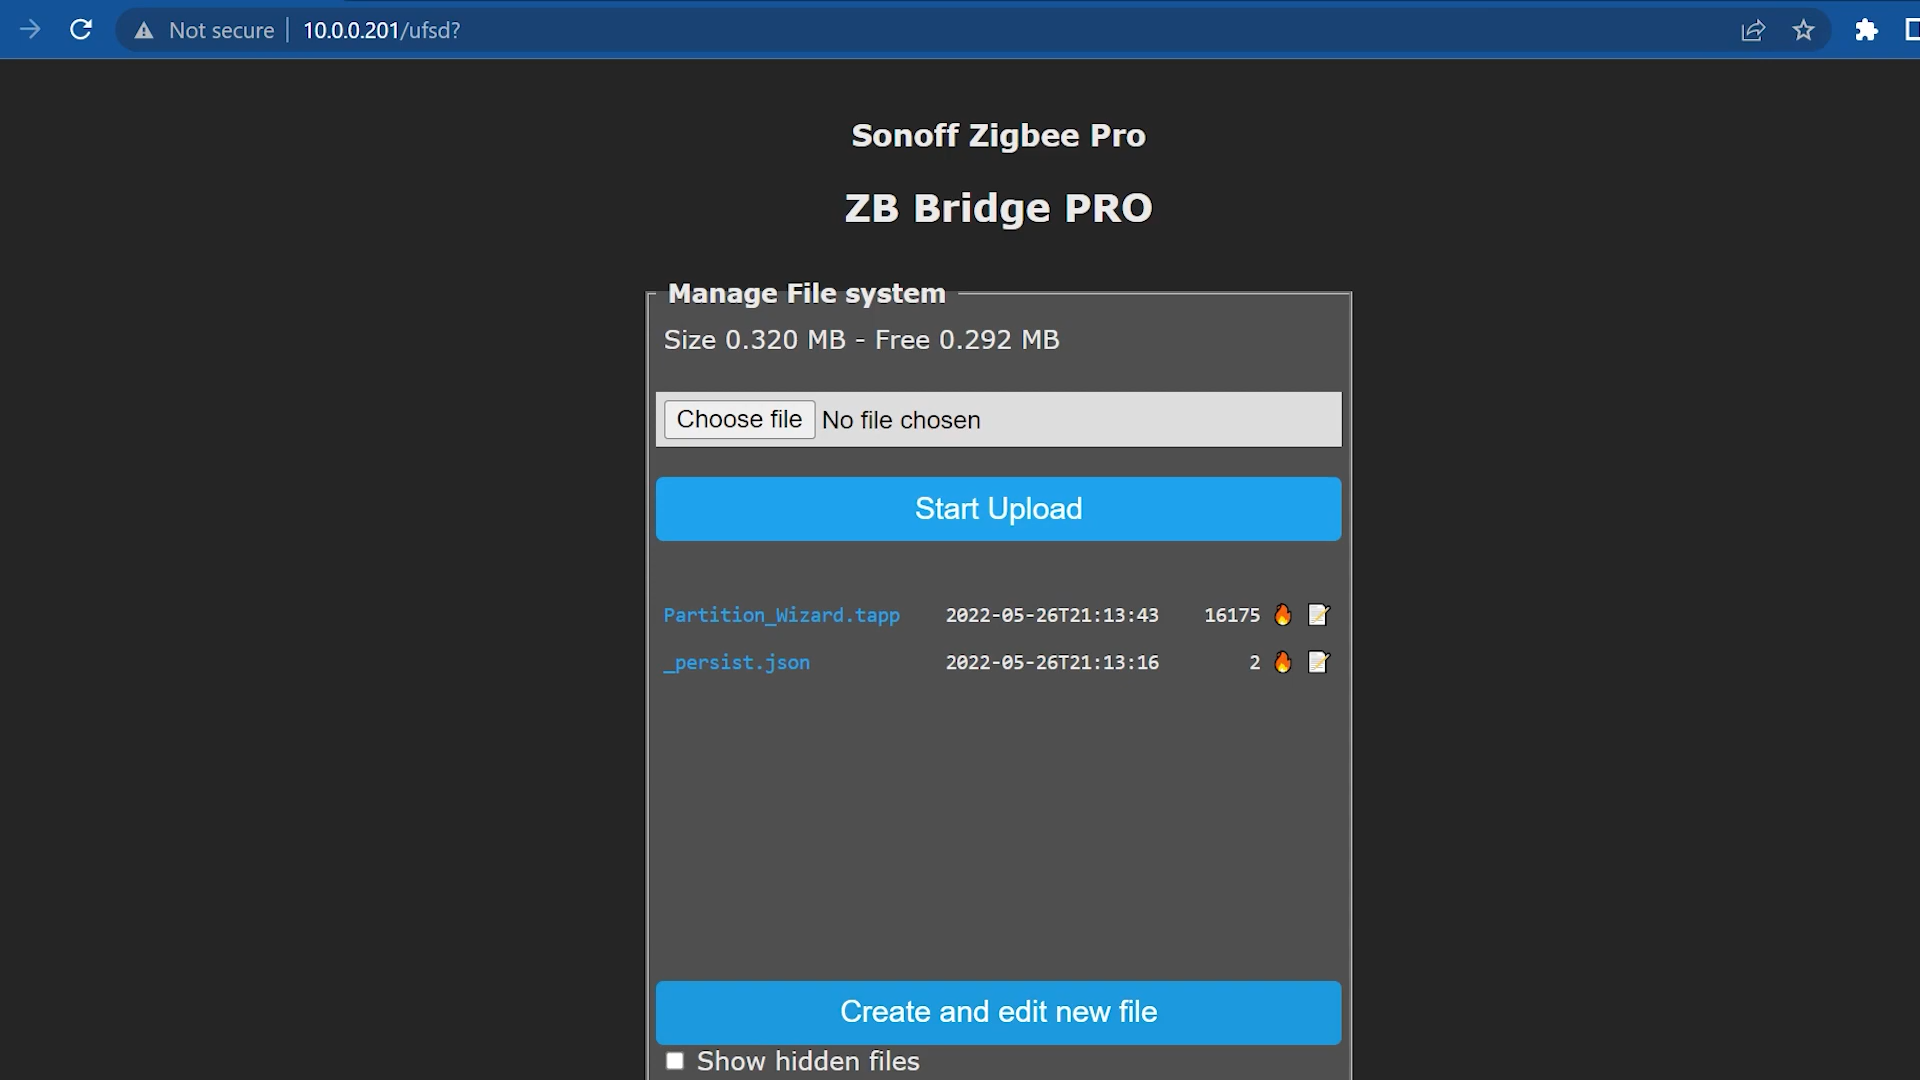 Not secure 10.0.0.201/ufsd?
Sonoff Zigbee Pro
ZB Bridge PRO
Manage File system
Size 0.320 MB - Free 0.292 MB
Choose file No file chosen
Start Upload
Partition_Wizard.tapp 2022-05-26T21:13:43 16175
_persist.json 2022-05-26T21:13:16 2
Create and edit new file
Show hidden files